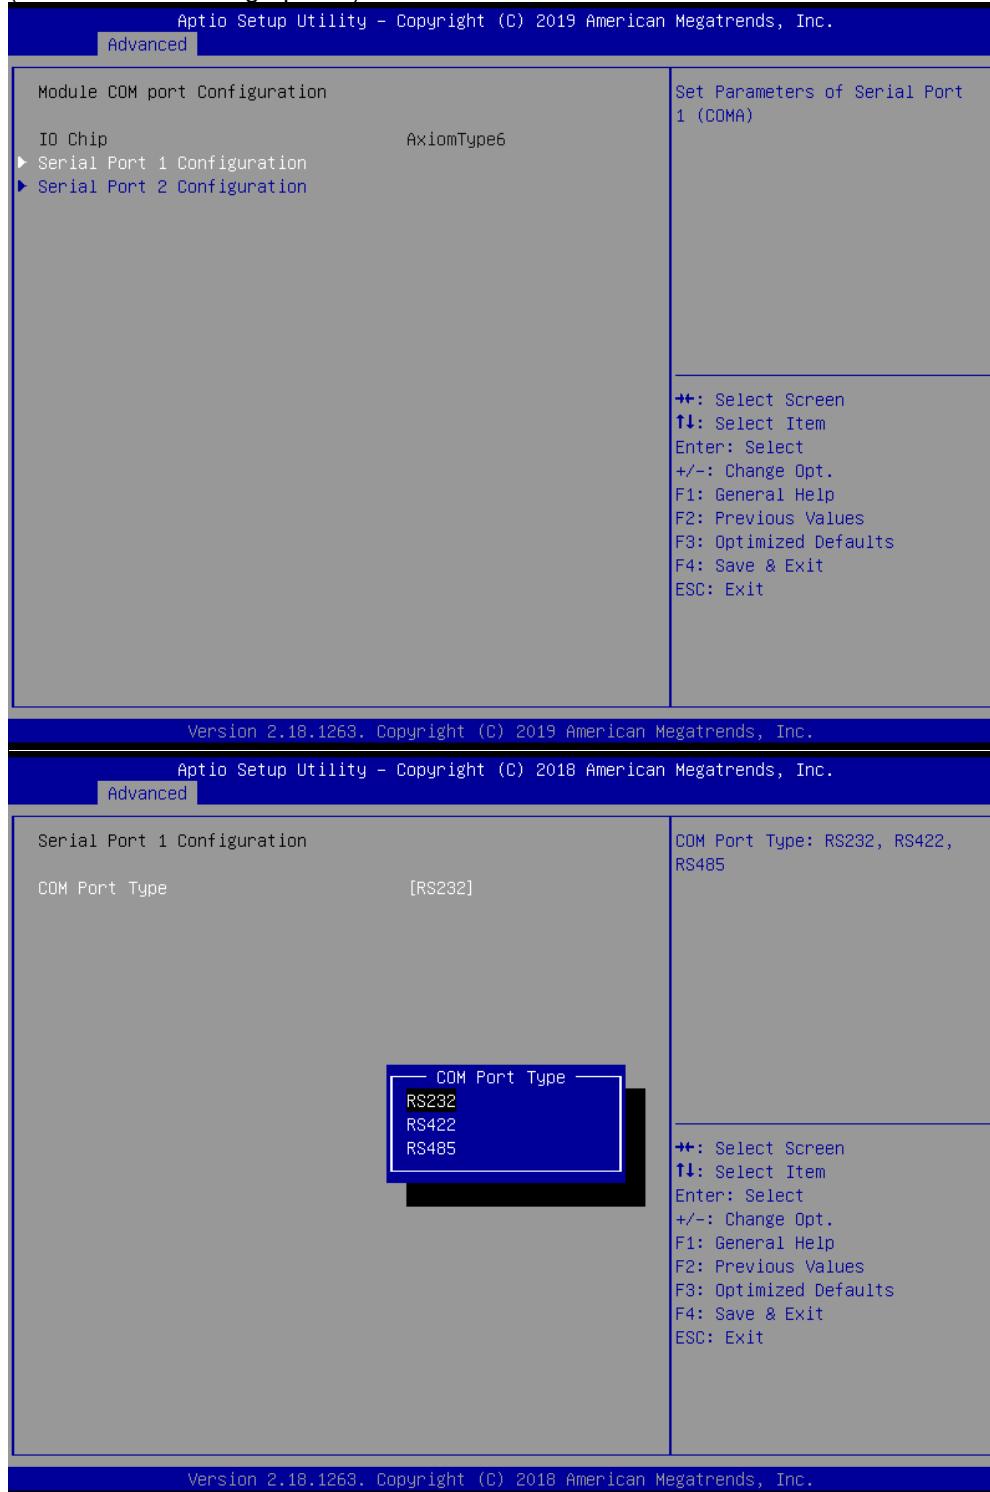 Aptio Setup Utility – Copyright (C) 2019 American Megatrends, Inc.
Advanced
Module COM port Configuration
IO Chip AxiomType6
Serial Port 1 Configuration
Serial Port 2 Configuration
Set Parameters of Serial Port
1 (COMA)
→←: Select Screen
↑↓: Select Item
Enter: Select
+/-: Change Opt.
F1: General Help
F2: Previous Values
F3: Optimized Defaults
F4: Save & Exit
ESC: Exit
Version 2.18.1263. Copyright (C) 2019 American Megatrends, Inc.
Aptio Setup Utility – Copyright (C) 2018 American Megatrends, Inc.
Advanced
Serial Port 1 Configuration
COM Port Type [RS232]
COM Port Type: RS232, RS422,
RS485
COM Port Type
RS232
RS422
RS485
→←: Select Screen
↑↓: Select Item
Enter: Select
+/-: Change Opt.
F1: General Help
F2: Previous Values
F3: Optimized Defaults
F4: Save & Exit
ESC: Exit
Version 2.18.1263. Copyright (C) 2018 American Megatrends, Inc.